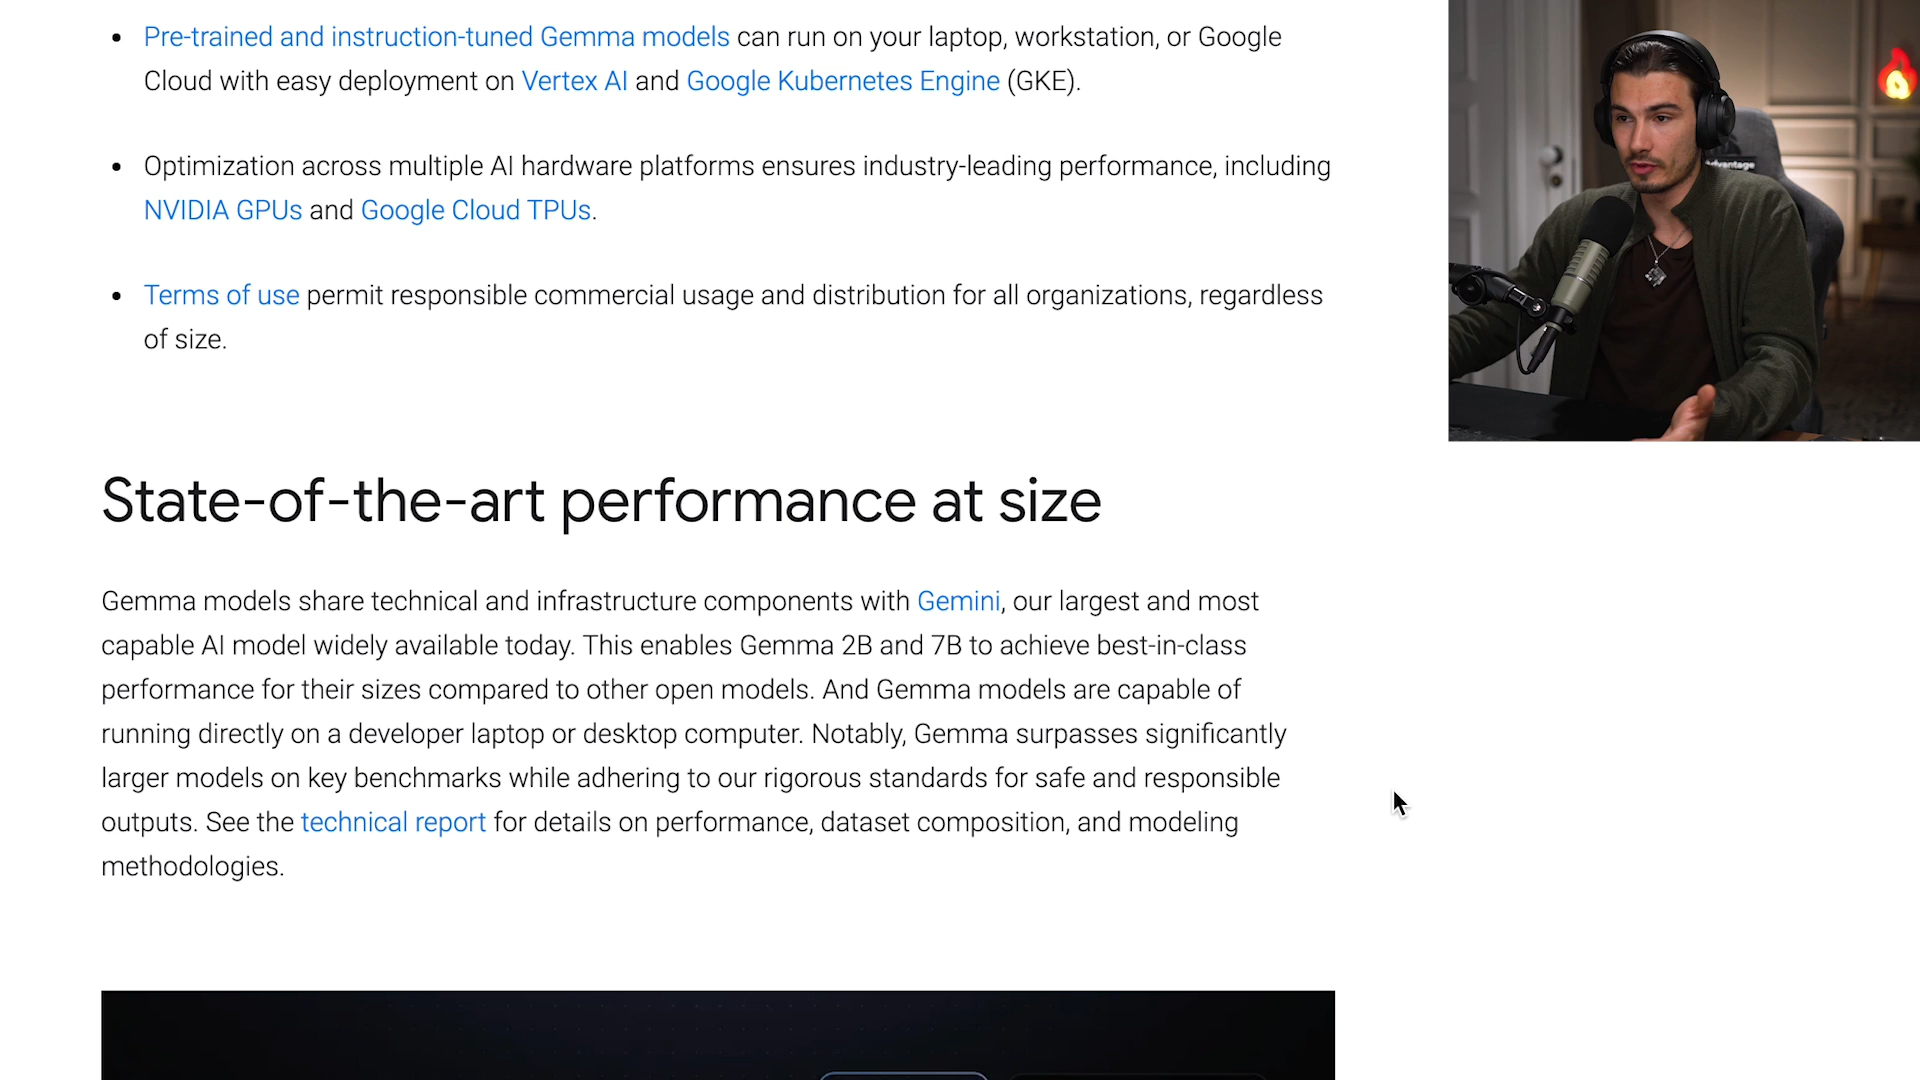 Pre-trained and instruction-tuned Gemma models can run on your laptop, workstation, or Google
Cloud with easy deployment on Vertex AI and Google Kubernetes Engine (GKE).
Optimization across multiple AI hardware platforms ensures industry-leading performance, including
NVIDIA GPUs and Google Cloud TPUs.
Terms of use permit responsible commercial usage and distribution for all organizations, regardless
of size.
State-of-the-art performance at size
Gemma models share technical and infrastructure components with Gemini, our largest and most
capable AI model widely available today. This enables Gemma 2B and 7B to achieve best-in-class
performance for their sizes compared to other open models. And Gemma models are capable of
running directly on a developer laptop or desktop computer. Notably, Gemma surpasses significantly
larger models on key benchmarks while adhering to our rigorous standards for safe and responsible
outputs. See the technical report for details on performance, dataset composition, and modeling
methodologies.